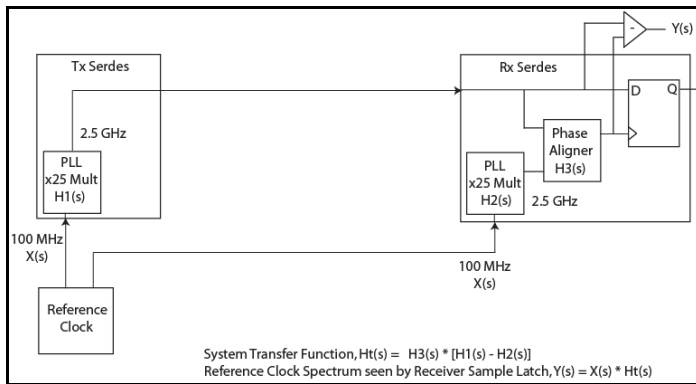 Y(s)
-
Tx Serdes
Rx Serdes
D
Q
2.5 GHz
Phase
Aligner
H3(s)
PLL
x25 Mult
H1(s)
PLL
x25 Mult
H2(s)
2.5 GHz
100 MHz
X(s)
100 MHz
X(s)
Reference
Clock
System Transfer Function, Ht(s) = H3(s) * [H1(s) - H2(s)]
Reference Clock Spectrum seen by Receiver Sample Latch, Y(s) = X(s) * Ht(s)